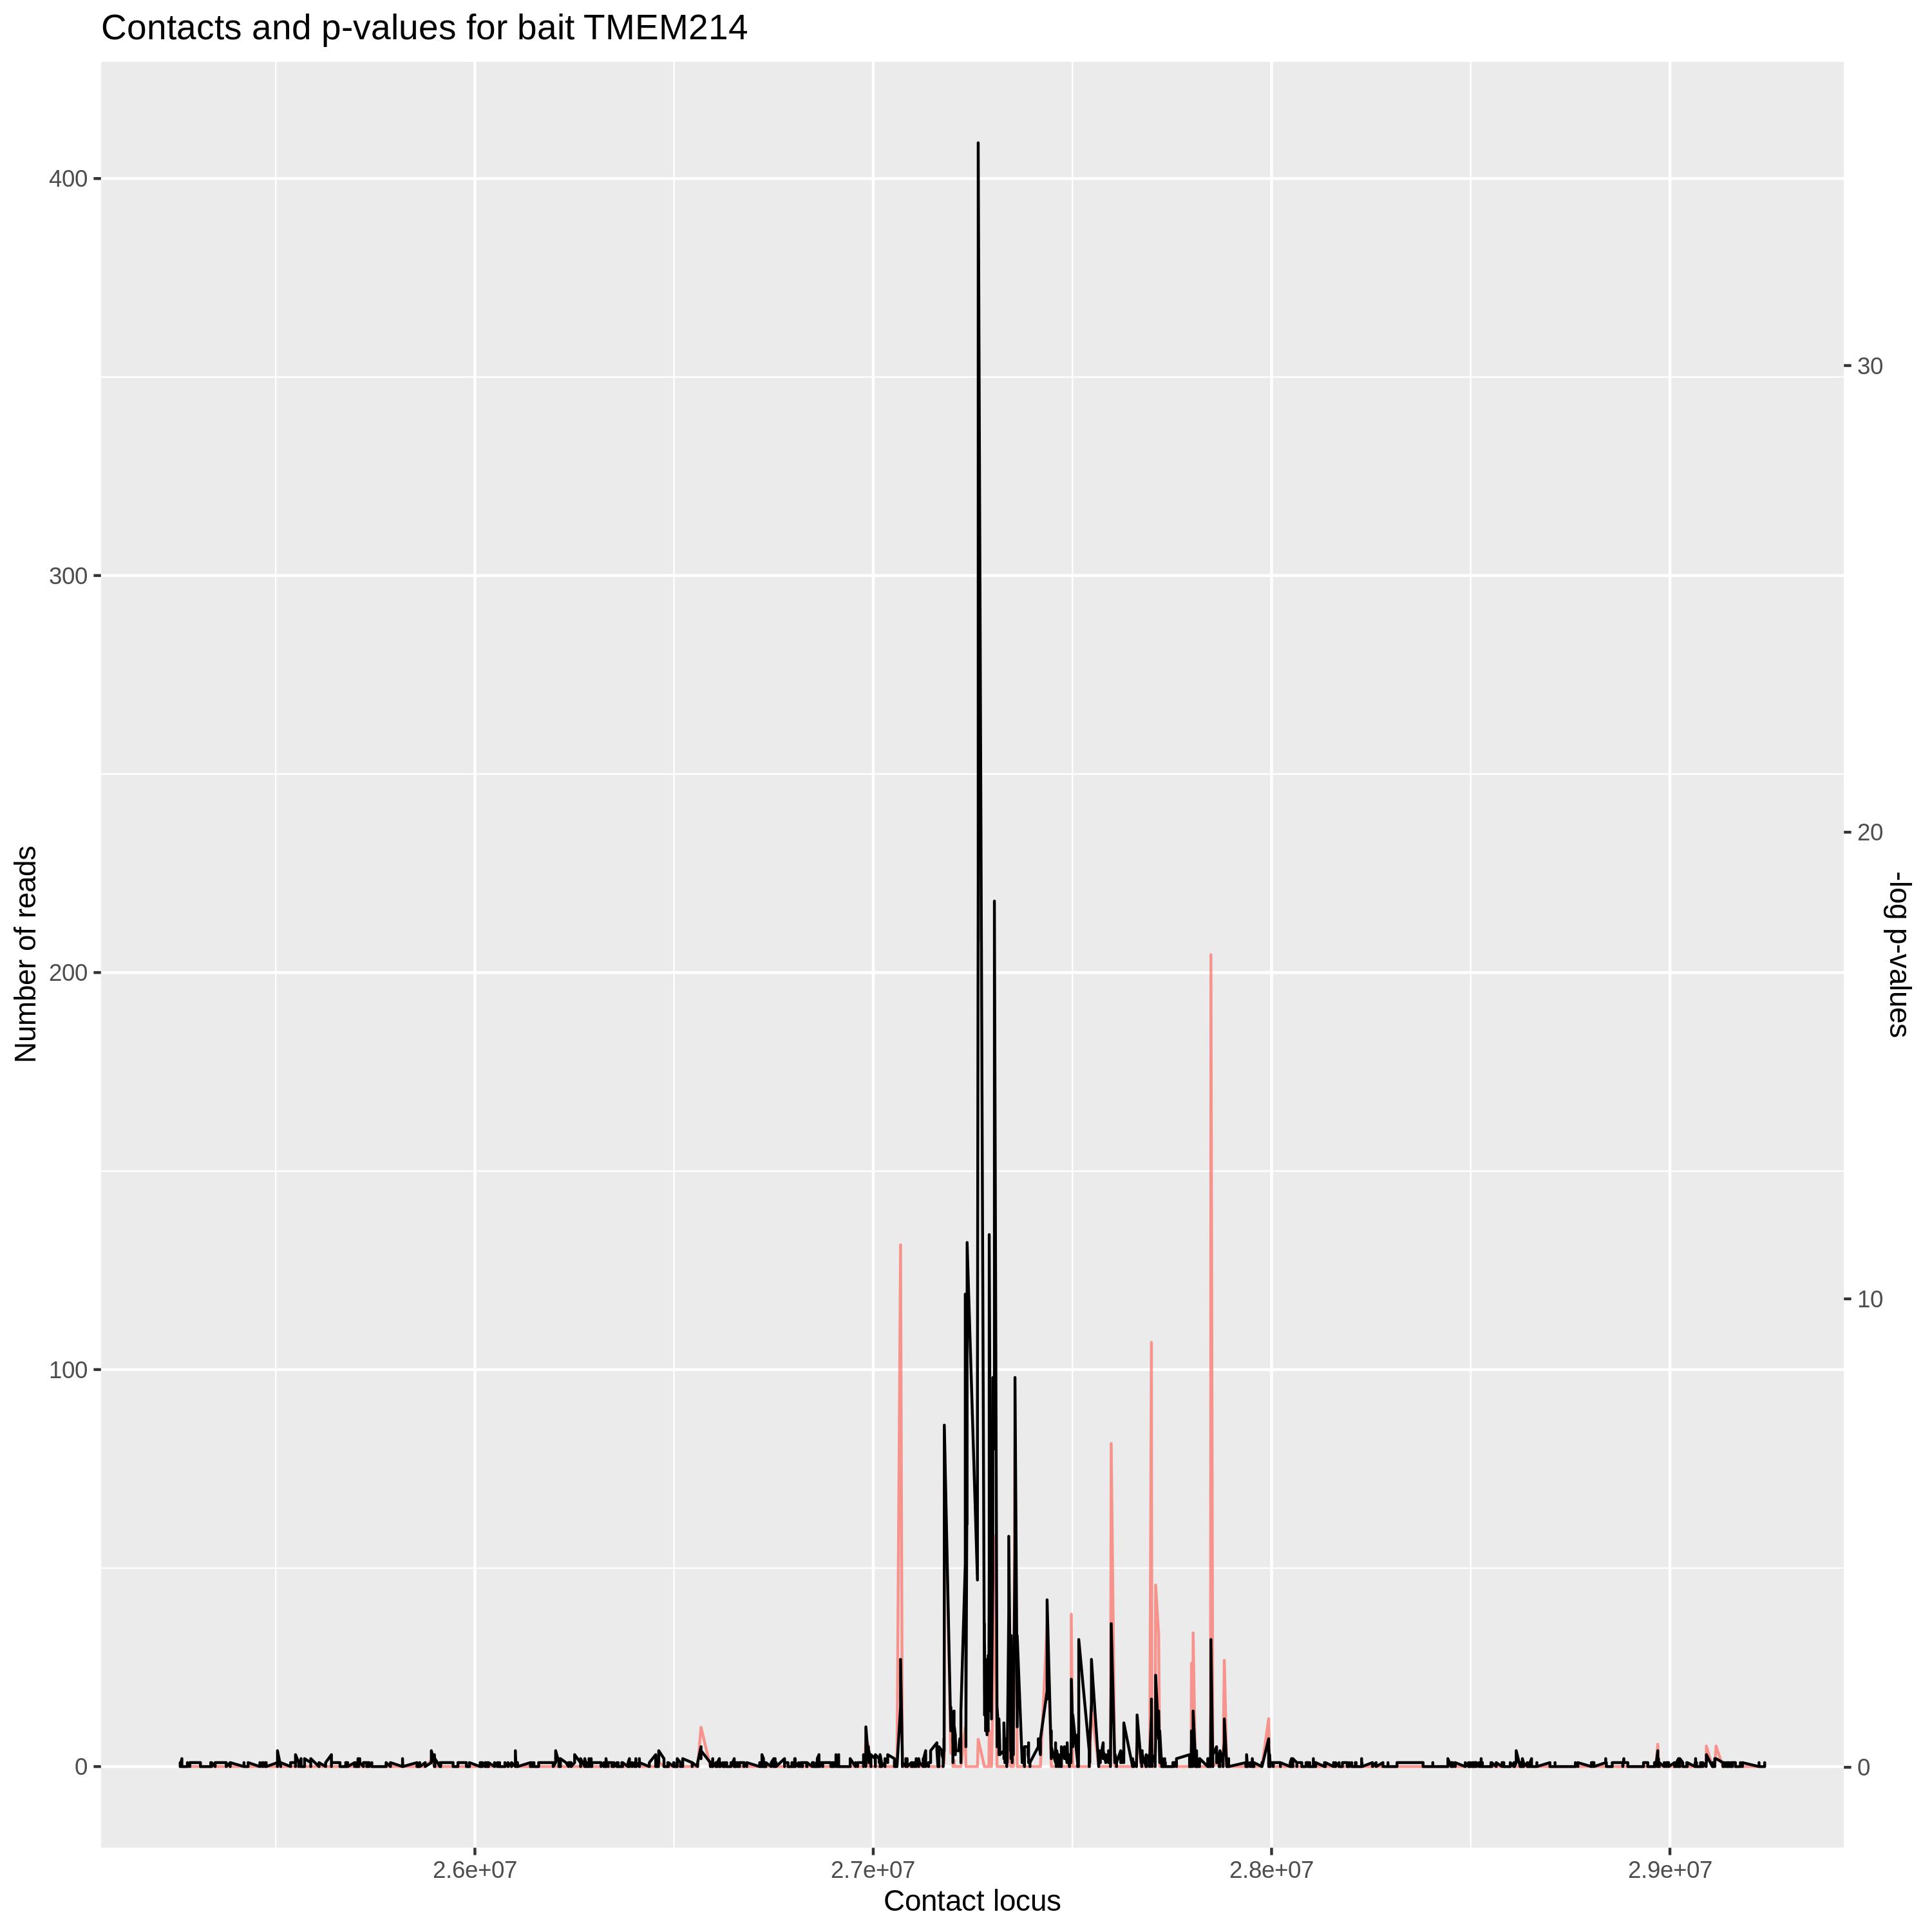 Contacts and p-values for bait TMEM214
Number of reads
400
300
200
100
0
30
20
10
0
-log p-values
2.6e+07
2.7e+07
2.8e+07
2.9e+07
Contact locus